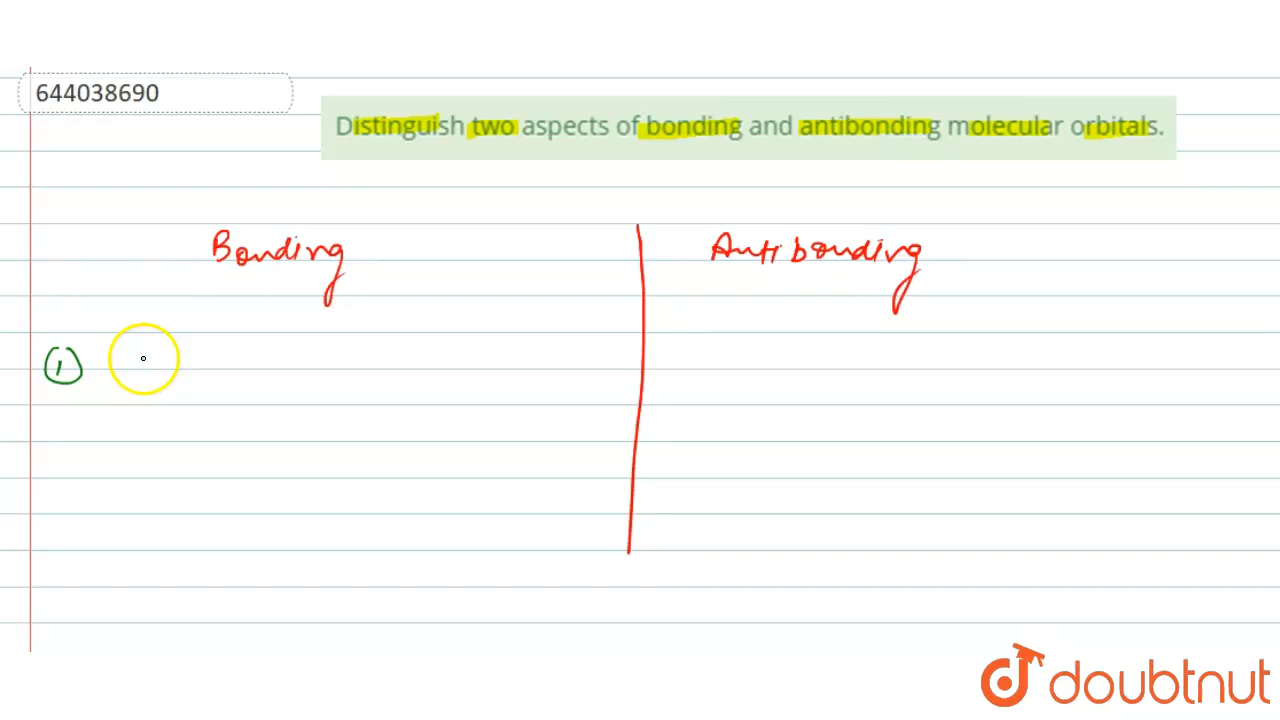 644038690
Distinguish two aspects of bonding and antibonding molecular orbitals.
Bonding
Antibonding
1
doubtnut